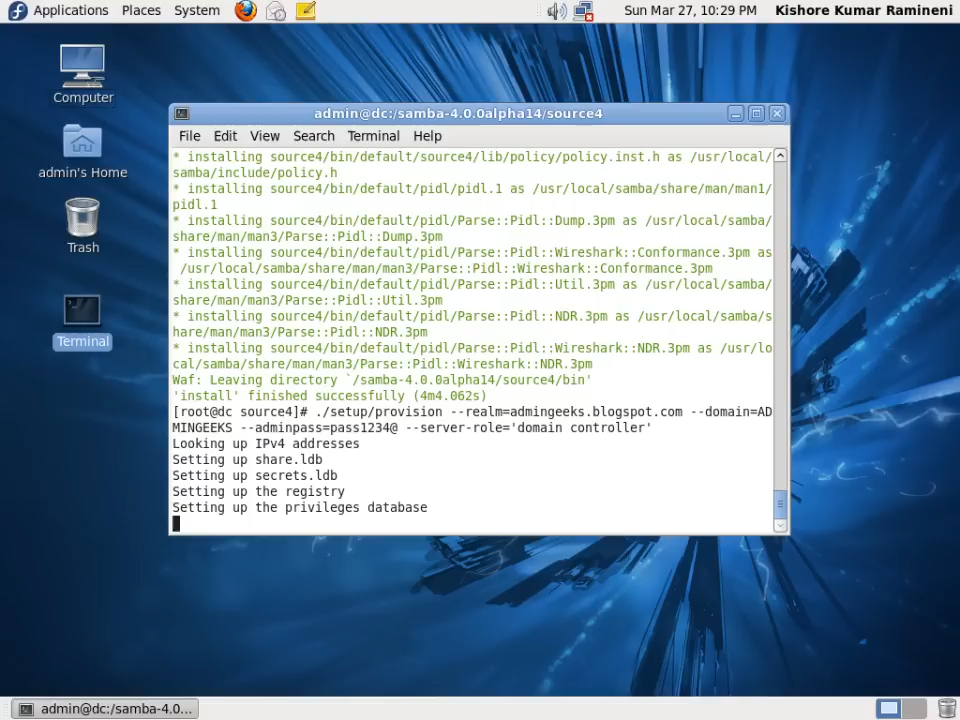 Applications Places System Sun Mar 27, 10:29 PM Kishore Kumar Ramineni
Computer
admin's Home
Trash
Terminal
admin@dc:/samba-4.0.0alpha14/source4
File Edit View Search Terminal Help
* installing source4/bin/default/source4/lib/policy/policy.inst.h as /usr/local/
samba/include/policy.h
* installing source4/bin/default/pidl/pidl.1 as /usr/local/samba/share/man/man1/
pidl.1
* installing source4/bin/default/pidl/Parse::Pidl::Dump.3pm as /usr/local/samba/
share/man/man3/Parse::Pidl::Dump.3pm
* installing source4/bin/default/pidl/Parse::Pidl::Wireshark::Conformance.3pm as
/usr/local/samba/share/man/man3/Parse::Pidl::Wireshark::Conformance.3pm
* installing source4/bin/default/pidl/Parse::Pidl::Util.3pm as /usr/local/samba/
share/man/man3/Parse::Pidl::Util.3pm
* installing source4/bin/default/pidl/Parse::Pidl::NDR.3pm as /usr/local/samba/s
hare/man/man3/Parse::Pidl::NDR.3pm
* installing source4/bin/default/pidl/Parse::Pidl::Wireshark::NDR.3pm as /usr/lo
cal/samba/share/man/man3/Parse::Pidl::Wireshark::NDR.3pm
Waf: Leaving directory `/samba-4.0.0alpha14/source4/bin'
'install' finished successfully (4m4.062s)
[root@dc source4]# ./setup/provision --realm=admingeeks.blogspot.com --domain=AD
MINGEEKS --adminpass=pass1234@ --server-role='domain controller'
Looking up IPv4 addresses
Setting up share.ldb
Setting up secrets.ldb
Setting up the registry
Setting up the privileges database
admin@dc:/samba-4.0...